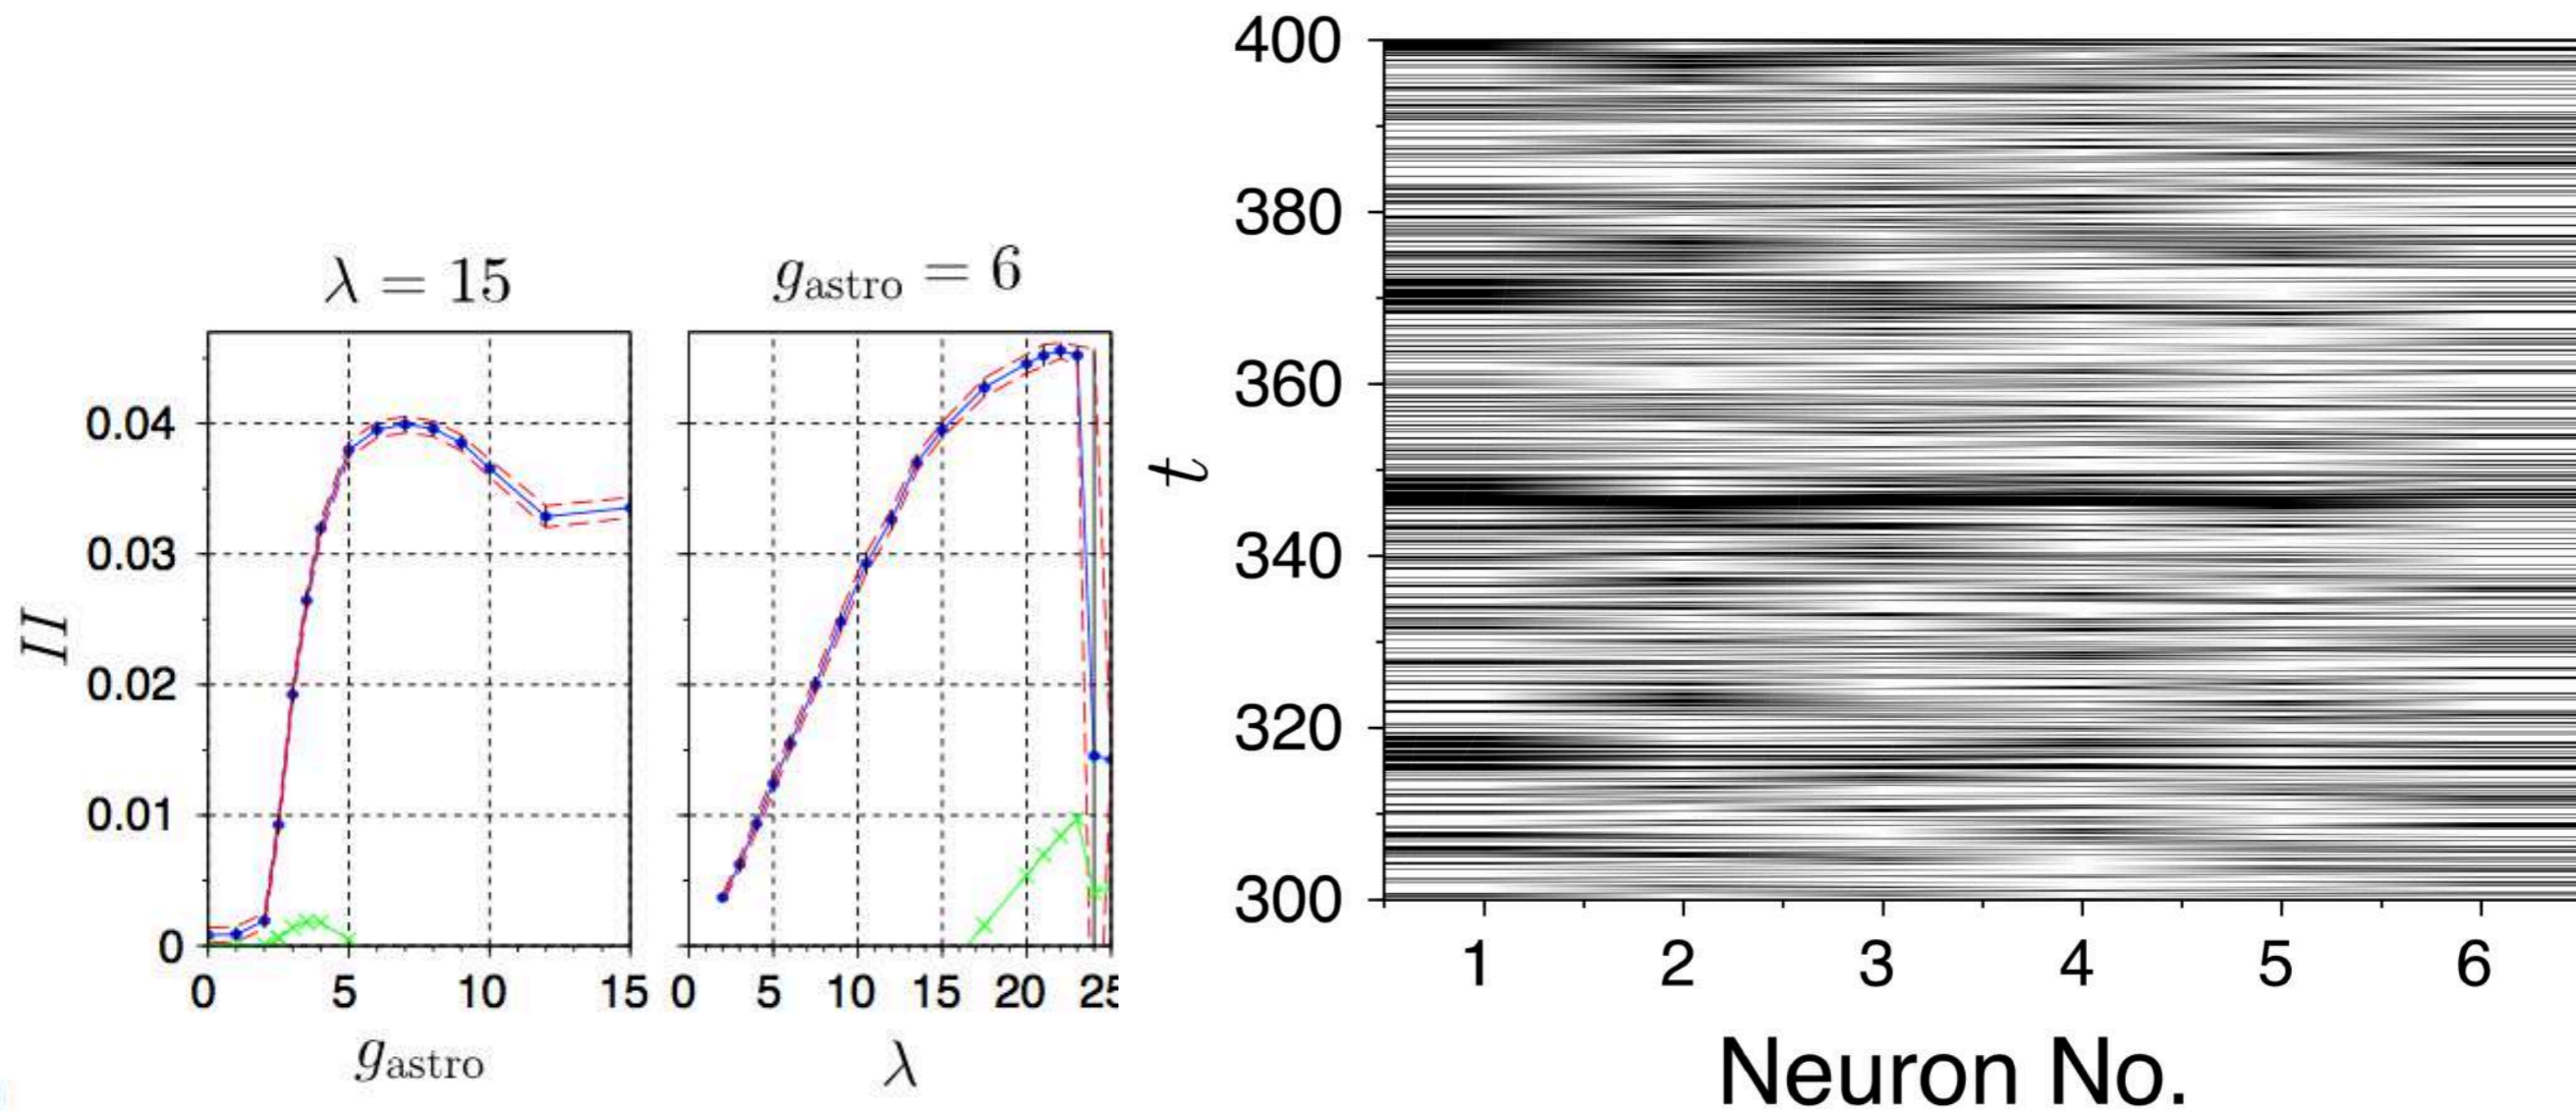 λ = 15
g_astro = 6
II
0.04
0.03
0.02
0.01
0
0 5 10 15
g_astro
0 5 10 15 20 25
λ
t
400
380
360
340
320
300
1 2 3 4 5 6
Neuron No.